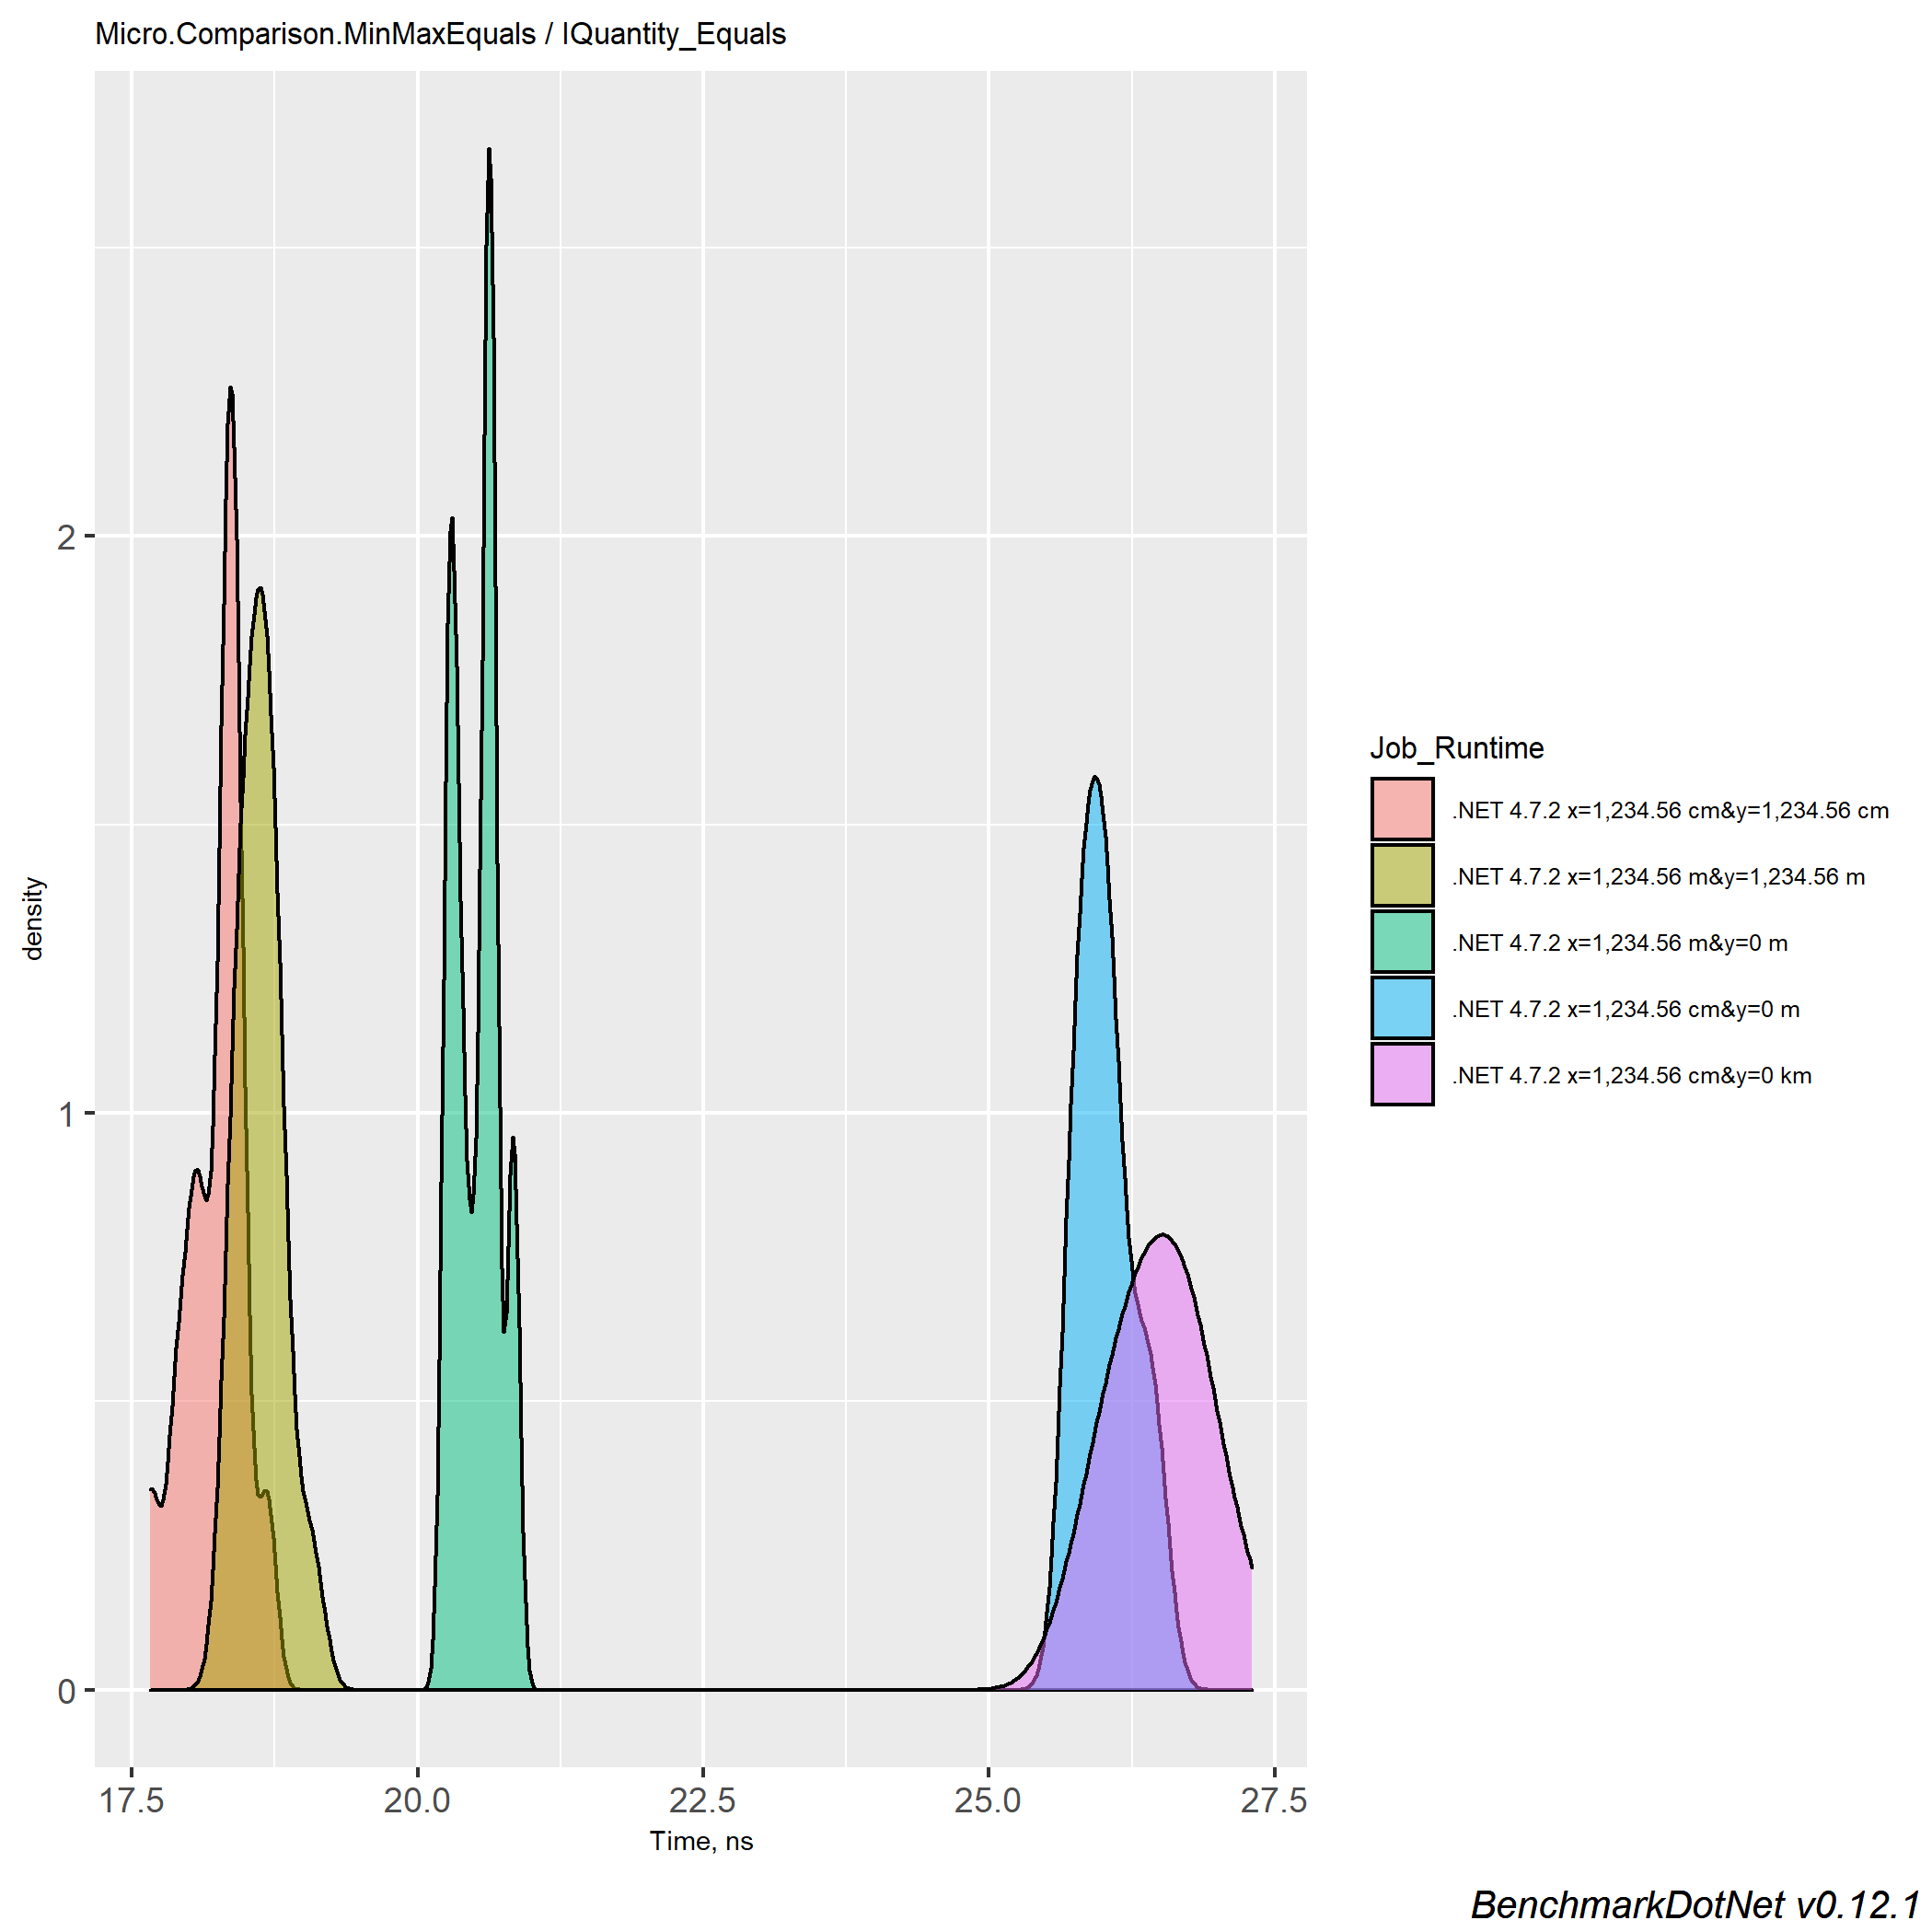 Micro.Comparison.MinMaxEquals / IQuantity_Equals
density
2
1
0
17.5 20.0 22.5 25.0 27.5
Time, ns
Job_Runtime
.NET 4.7.2 x=1,234.56 cm&y=1,234.56 cm
.NET 4.7.2 x=1,234.56 m&y=1,234.56 m
.NET 4.7.2 x=1,234.56 m&y=0 m
.NET 4.7.2 x=1,234.56 cm&y=0 m
.NET 4.7.2 x=1,234.56 cm&y=0 km
BenchmarkDotNet v0.12.1